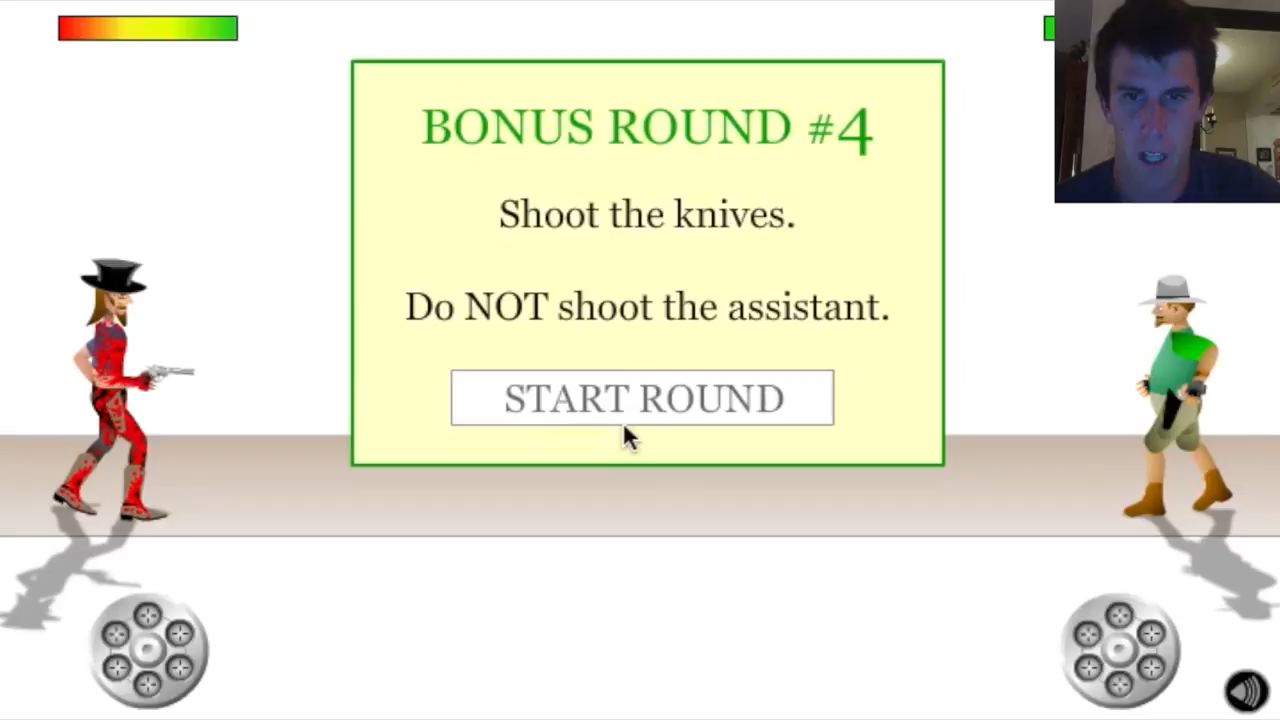 BONUS ROUND #4
Shoot the knives.
Do NOT shoot the assistant.
START ROUND